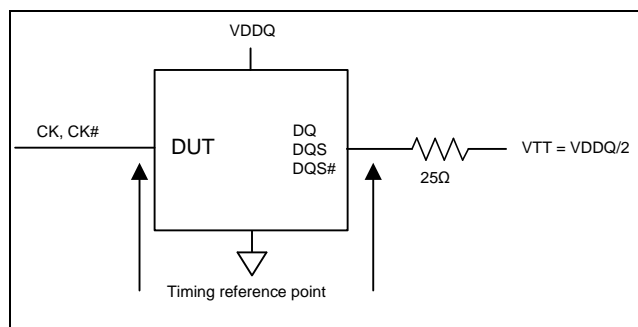 VDDQ
CK, CK#
DUT
DQ
DQS
DQS#
25Ω
VTT = VDDQ/2
Timing reference point